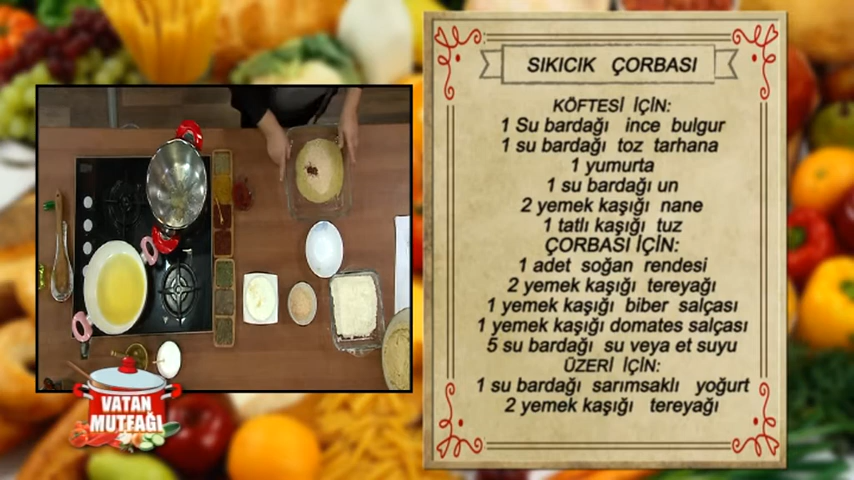 SIKICIK ÇORBASI
KÖFTESİ İÇİN:
1 Su bardağı ince bulgur
1 su bardağı toz tarhana
1 yumurta
1 su bardağı un
2 yemek kaşığı nane
1 tatlı kaşığı tuz
ÇORBASI İÇİN:
1 adet soğan rendesi
2 yemek kaşığı tereyağı
1 yemek kaşığı biber salçası
1 yemek kaşığı domates salçası
5 su bardağı su veya et suyu
ÜZERİ İÇİN:
1 su bardağı sarımsaklı yoğurt
2 yemek kaşığı tereyağı
VATAN
MUTFAĞI